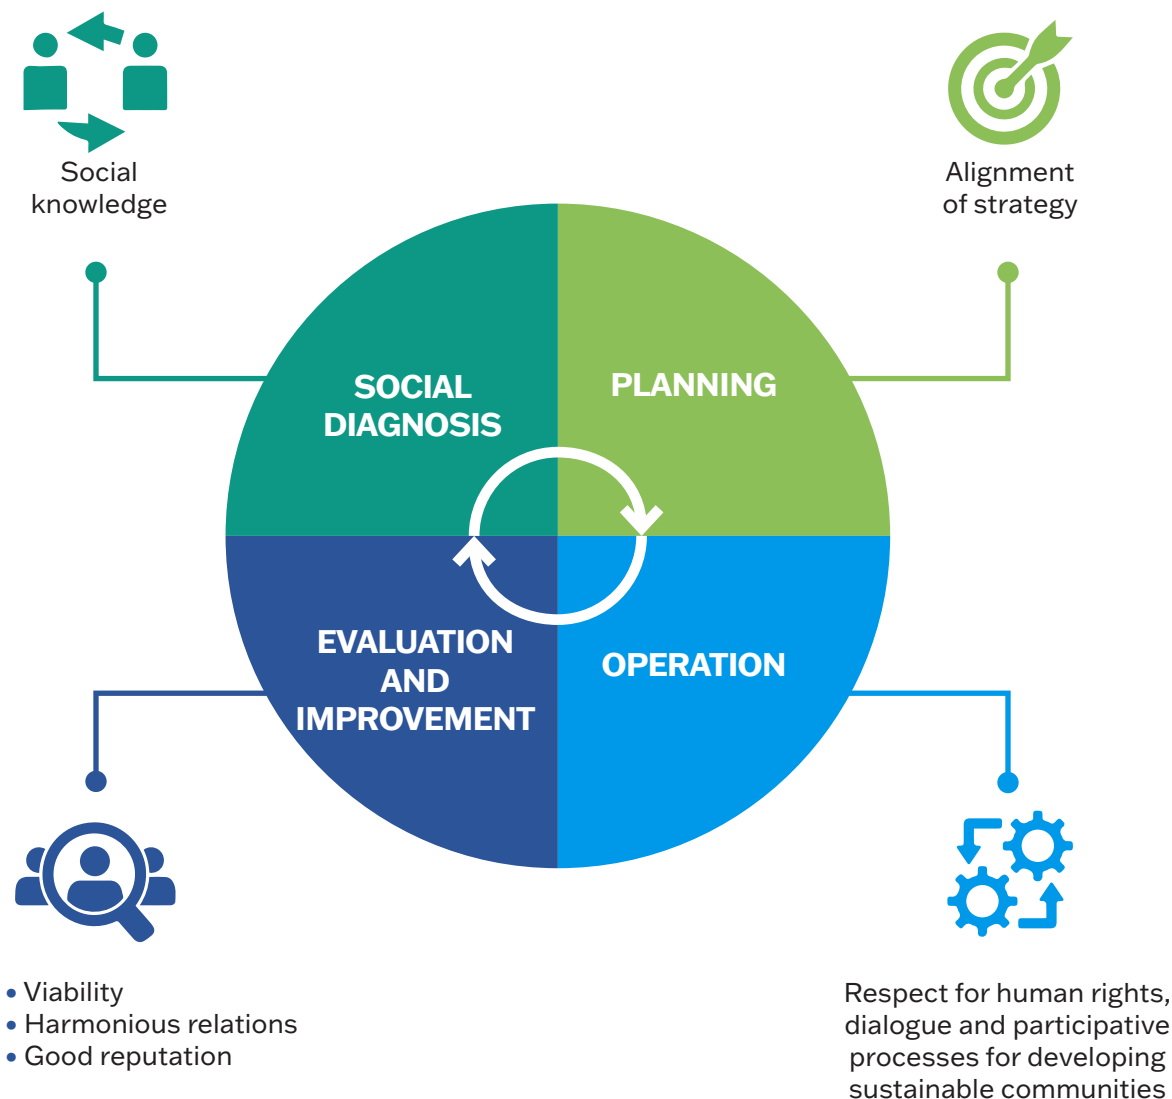 Social
knowledge
Alignment
of strategy
SOCIAL
DIAGNOSIS
PLANNING
EVALUATION
AND
IMPROVEMENT
OPERATION
• Viability
• Harmonious relations
• Good reputation
Respect for human rights,
dialogue and participative
processes for developing
sustainable communities